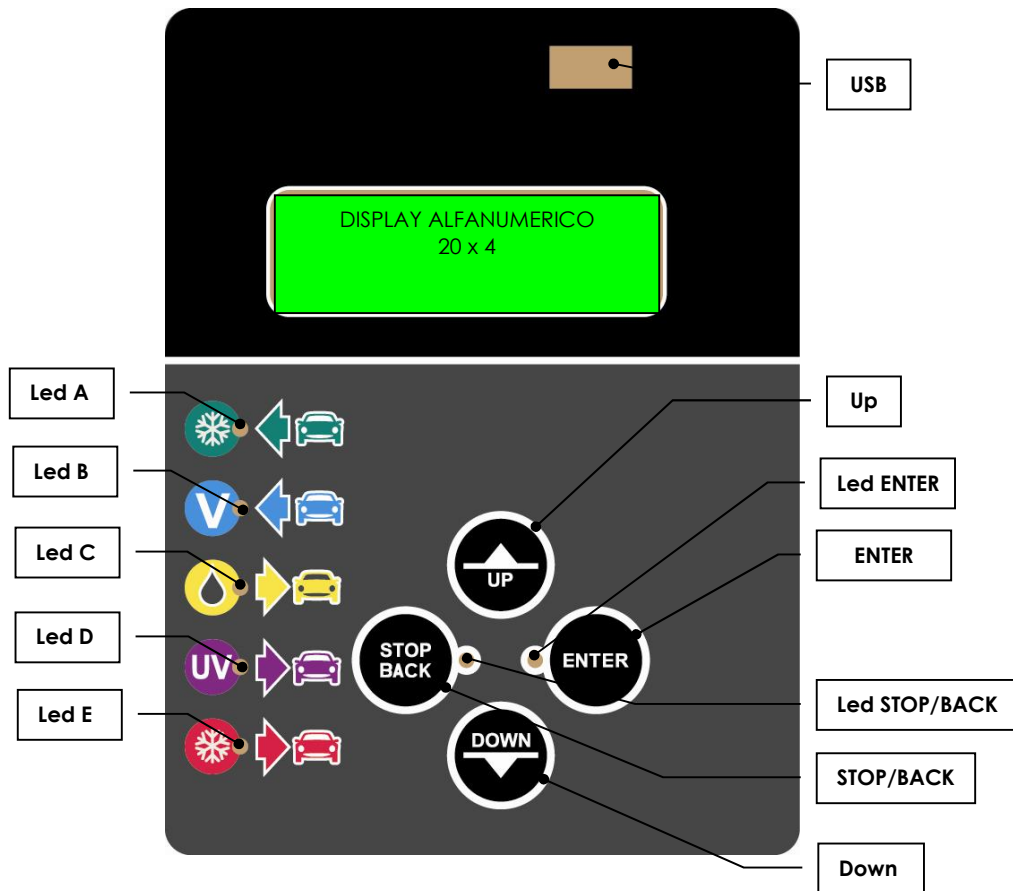 USB
DISPLAY ALFANUMERICO
20 x 4
Led A
Up
Led B
Led ENTER
V
Led C
ENTER
UP
Led D
UV
STOP
BACK
ENTER
Led E
Led STOP/BACK
DOWN
STOP/BACK
Down